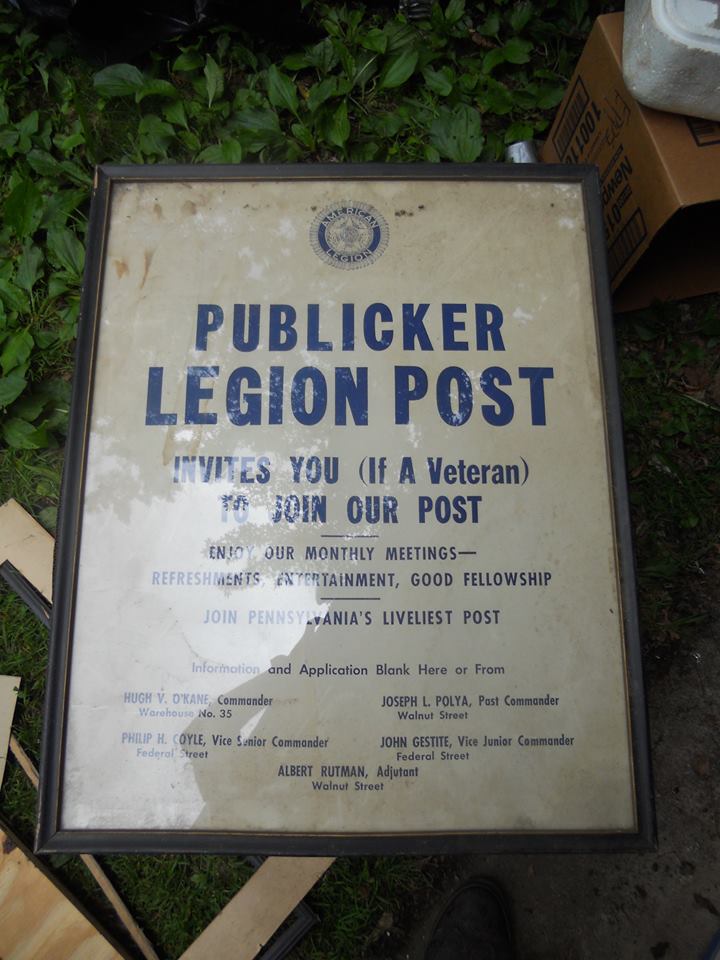 AMERICAN
LEGION
PUBLICKER
LEGION POST
INVITES YOU (If A Veteran)
TO JOIN OUR POST
ENJOY OUR MONTHLY MEETINGS—
REFRESHMENTS, ENTERTAINMENT, GOOD FELLOWSHIP
JOIN PENNSYLVANIA'S LIVELIEST POST
Information and Application Blank Here or From
HUGH V. O'KANE, Commander
Warehouse No. 35
JOSEPH L. POLYA, Past Commander
Walnut Street
PHILIP H. COYLE, Vice Senior Commander
Federal Street
JOHN GESTITE, Vice Junior Commander
Federal Street
ALBERT RUTMAN, Adjutant
Walnut Street